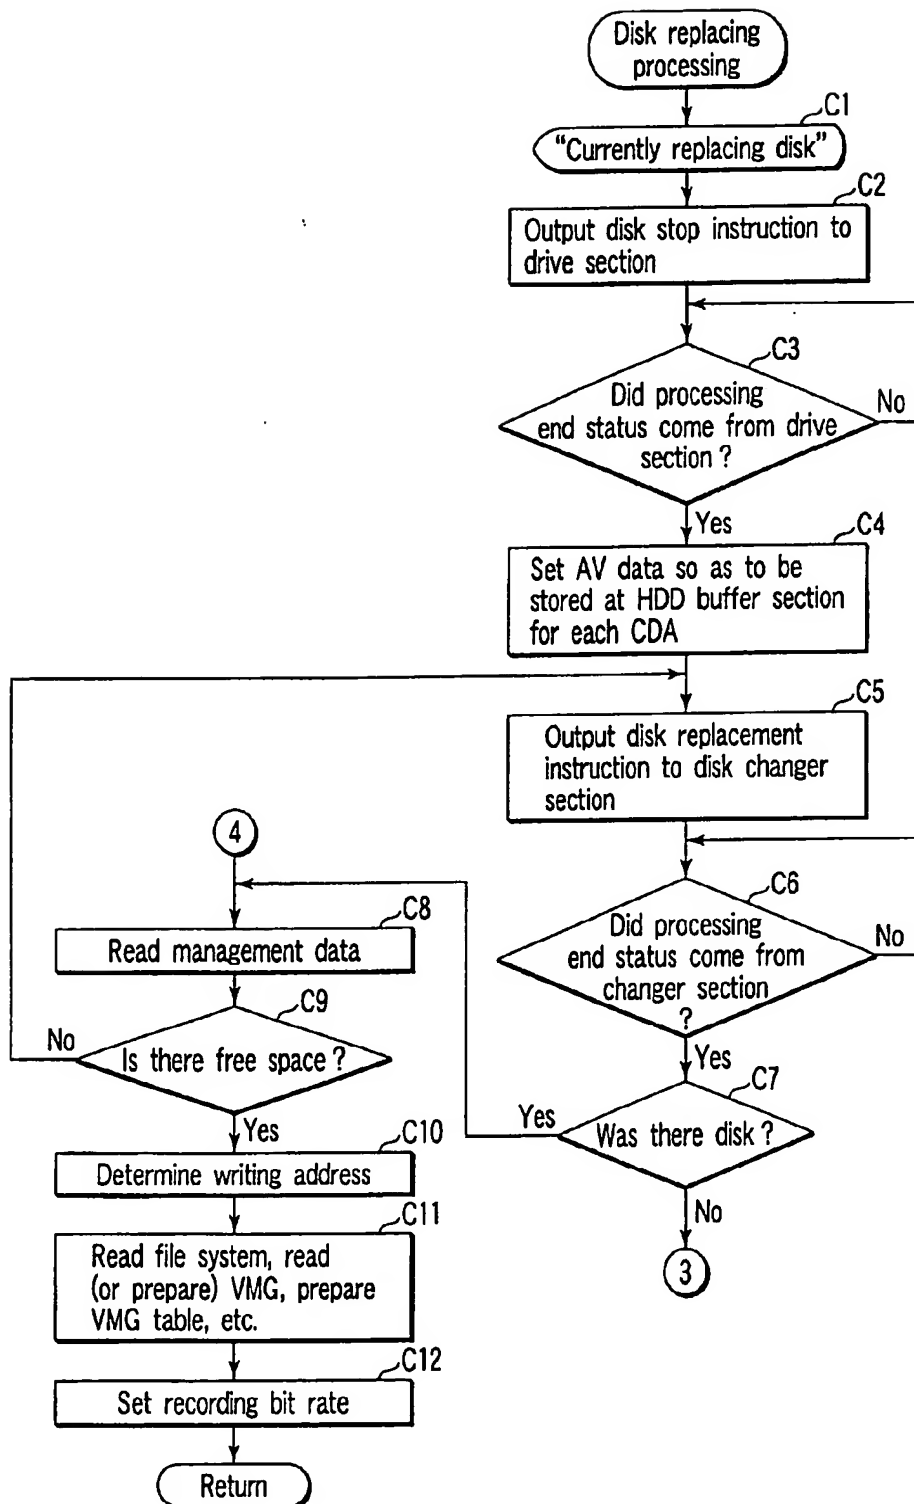 Disk replacing
processing
C1
“Currently replacing disk”
C2
Output disk stop instruction to
drive section
C3
Did processing
end status come from drive
section ?
No
Yes
C4
Set AV data so as to be
stored at HDD buffer section
for each CDA
C5
Output disk replacement
instruction to disk changer
section
C6
Did processing
end status come from
changer section
?
No
Yes
C7
Was there disk ?
Yes
No
3
4
C8
Read management data
C9
Is there free space ?
No
Yes
C10
Determine writing address
C11
Read file system, read
(or prepare) VMG, prepare
VMG table, etc.
C12
Set recording bit rate
Return